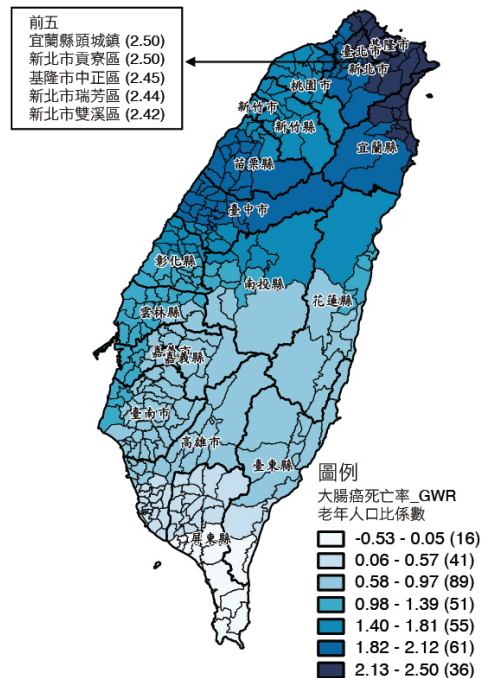 前五
宜蘭縣頭城鎮 (2.50)
新北市貢寮區 (2.50)
基隆市中正區 (2.45)
新北市瑞芳區 (2.44)
新北市雙溪區 (2.42)
基隆市
臺北市
新北市
桃園市
新竹市
新竹縣
宜蘭縣
苗栗縣
臺中市
彰化縣
南投縣
花蓮縣
雲林縣
嘉義市
嘉義縣
臺南市
高雄市
臺東縣
屏東縣
圖例
大腸癌死亡率_GWR
老年人口比係數
-0.53 - 0.05 (16)
0.06 - 0.57 (41)
0.58 - 0.97 (89)
0.98 - 1.39 (51)
1.40 - 1.81 (55)
1.82 - 2.12 (61)
2.13 - 2.50 (36)